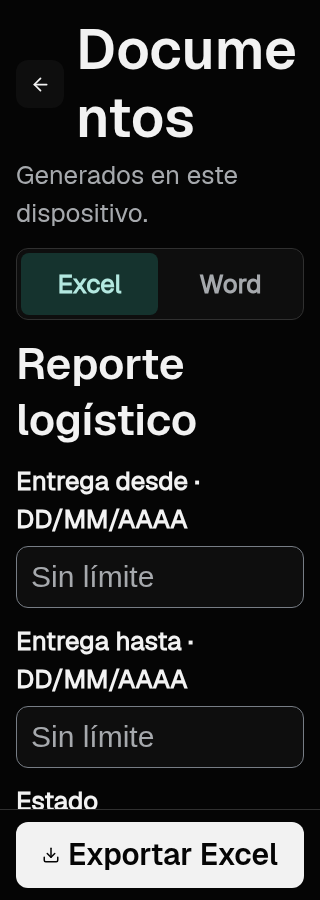 Docume
ntos
Generados en este
dispositivo.
Excel
Word
Reporte
logístico
Entrega desde ·
DD/MM/AAAA
Sin límite
Entrega hasta ·
DD/MM/AAAA
Sin límite
Estado
Exportar Excel